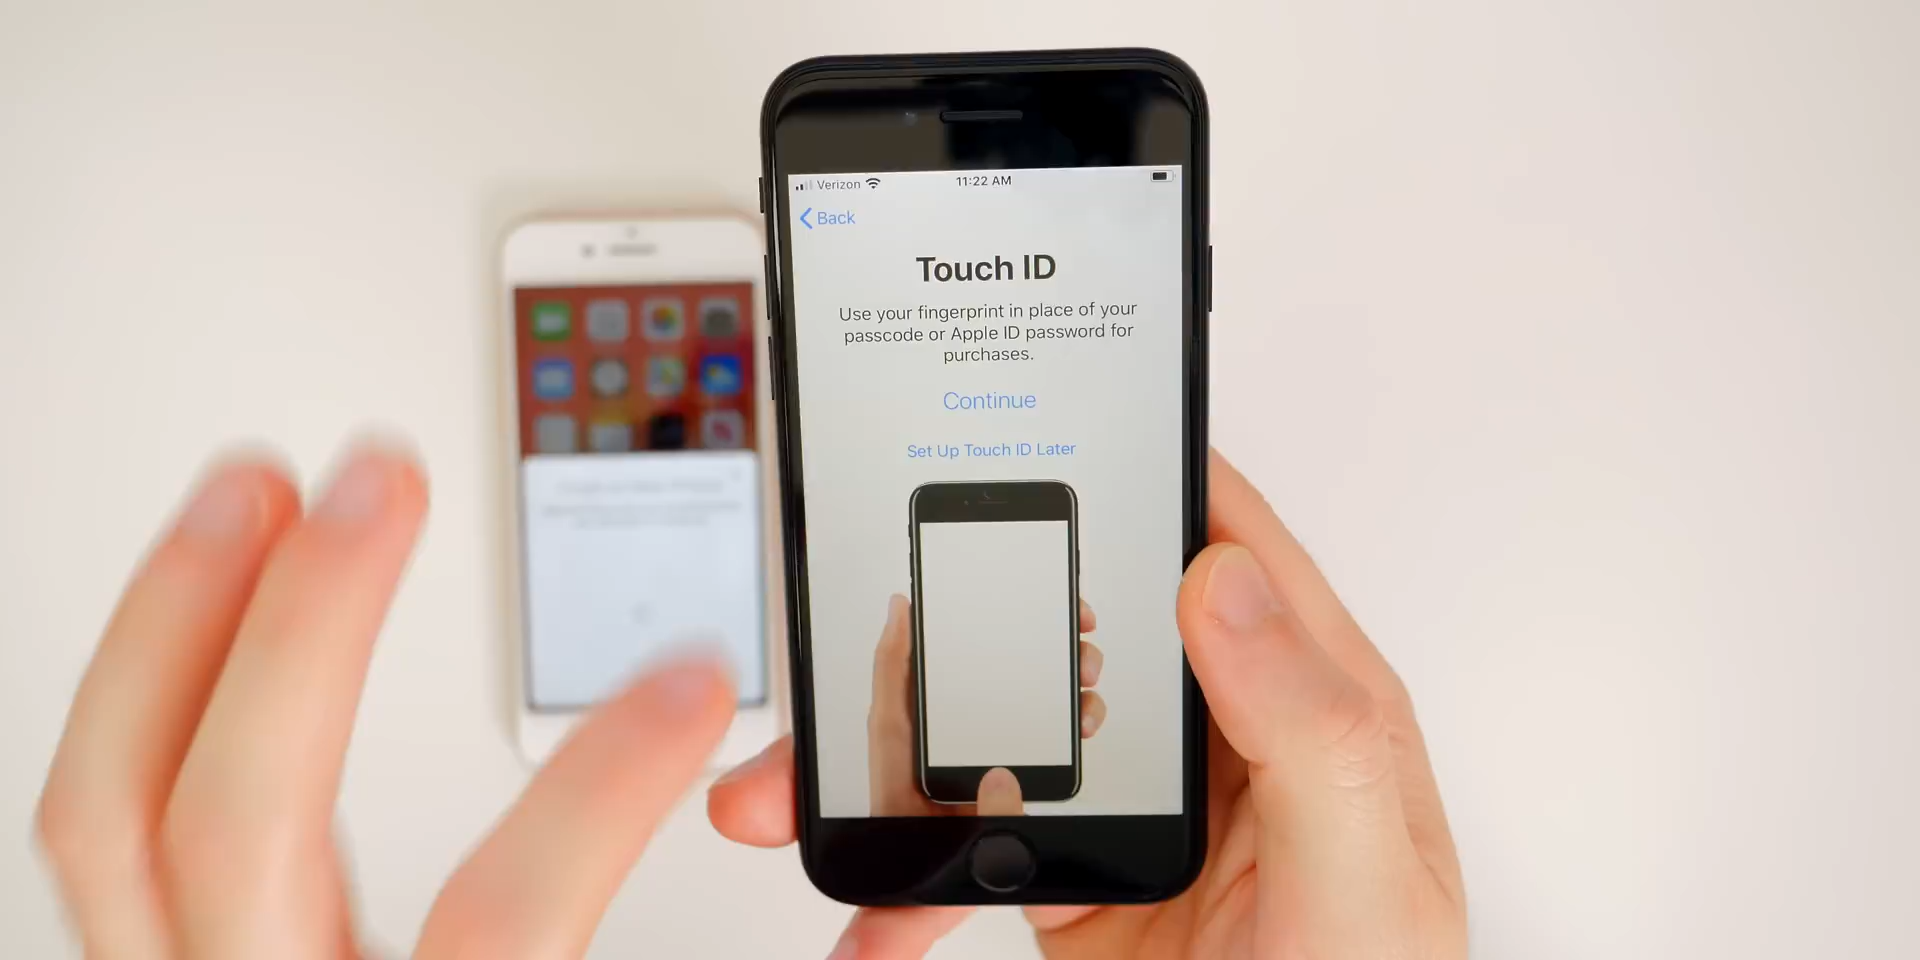 Verizon 11:22 AM
Back
Touch ID
Use your fingerprint in place of your
passcode or Apple ID password for
purchases.
Continue
Set Up Touch ID Later